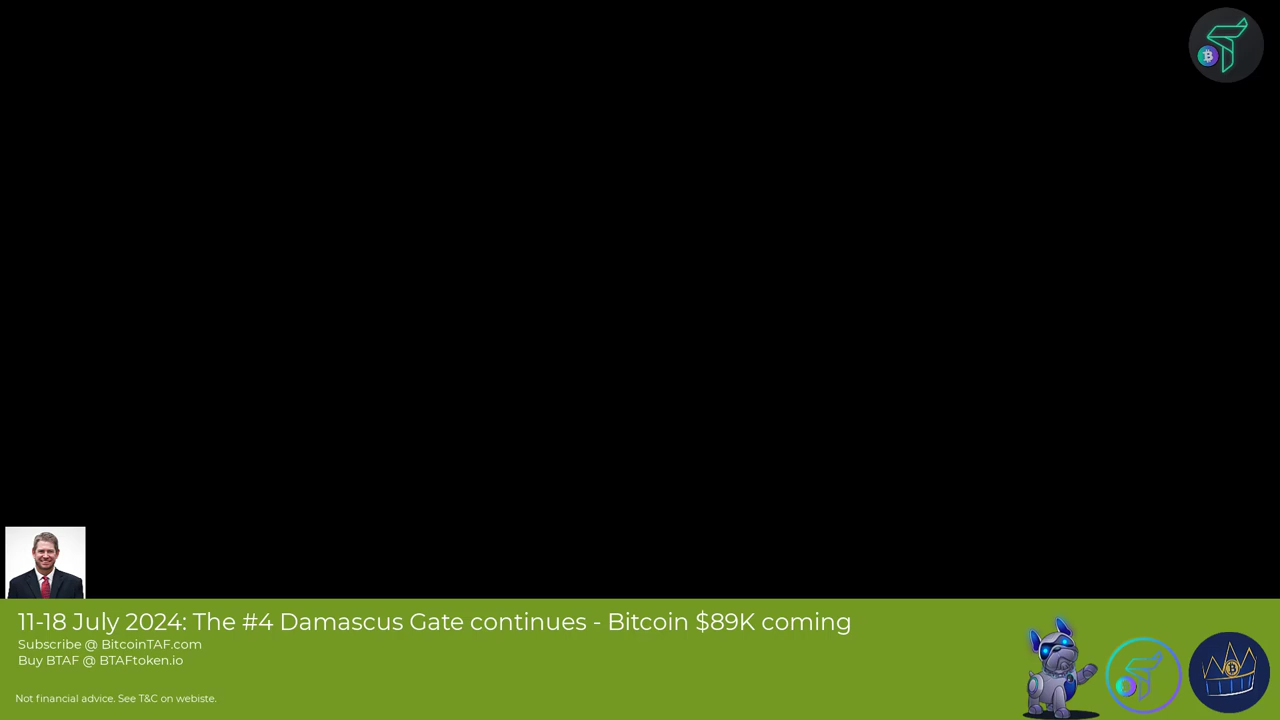 11-18 July 2024: The #4 Damascus Gate continues - Bitcoin $89K coming
Subscribe @ BitcoinTAF.com
Buy BTAF @ BTAFtoken.io
Not financial advice. See T&C on webiste.